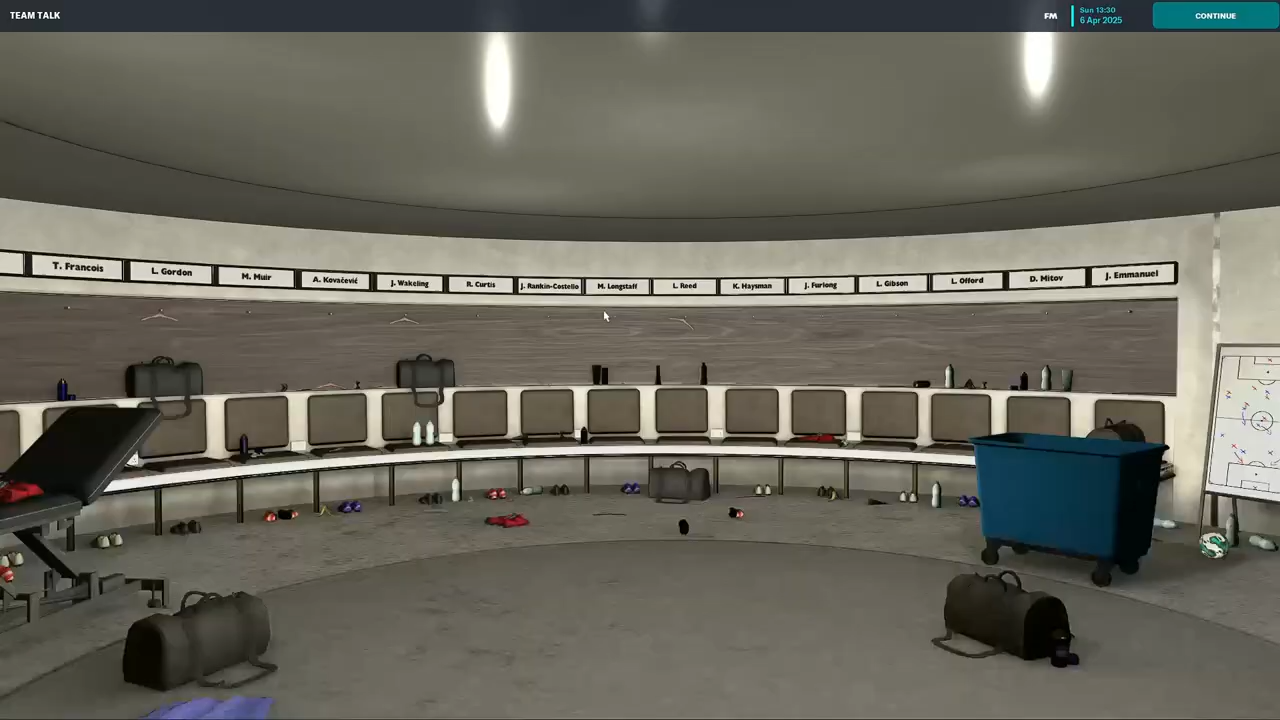 TEAM TALK
FM
Sun 13:30
6 Apr 2025
CONTINUE
T. Francois
L. Gordon
M. Muir
A. Kovačević
J. Wakeling
R. Curtis
J. Rankin-Costello
M. Longstaff
L. Reed
K. Haysman
J. Furlong
L. Gibson
L. Offord
D. Mitov
J. Emmanuel